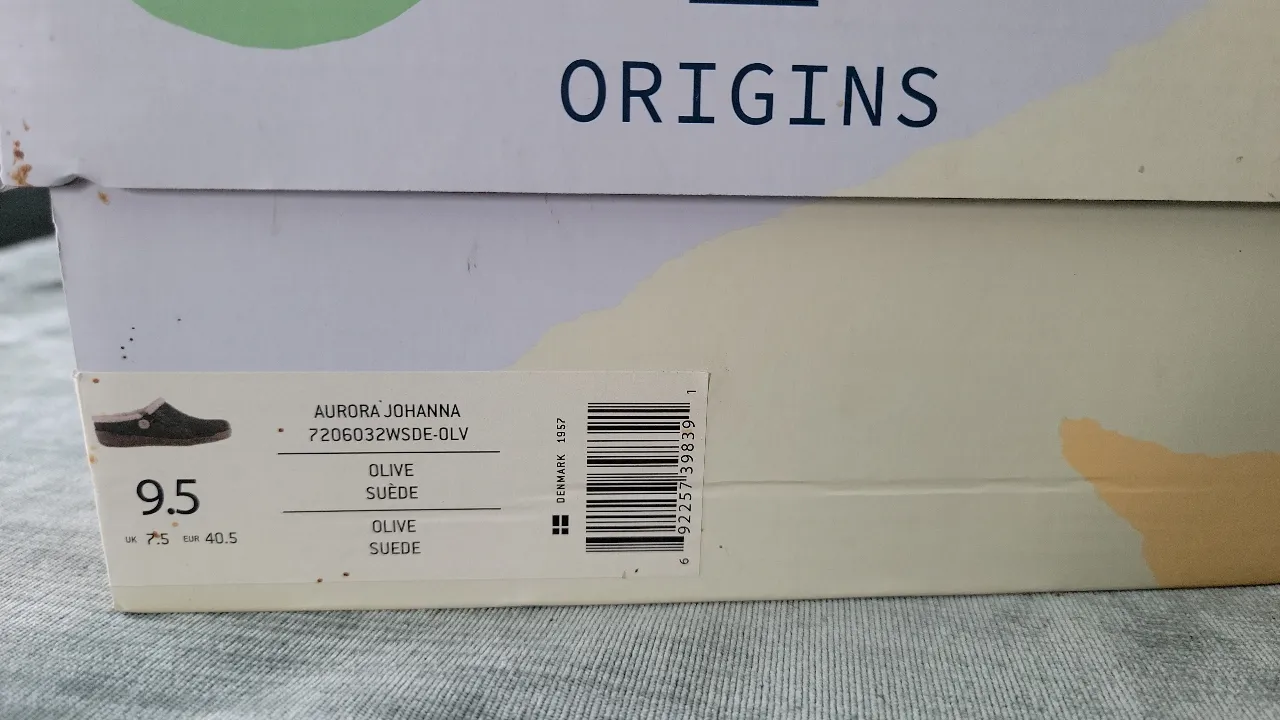 ORIGINS
AURORA JOHANNA
7206032WSDE-OLV
OLIVE
SUÈDE
OLIVE
SUEDE
9.5
UK 7.5 EUR 40.5
DENMARK 1957
6 92257 39839 1